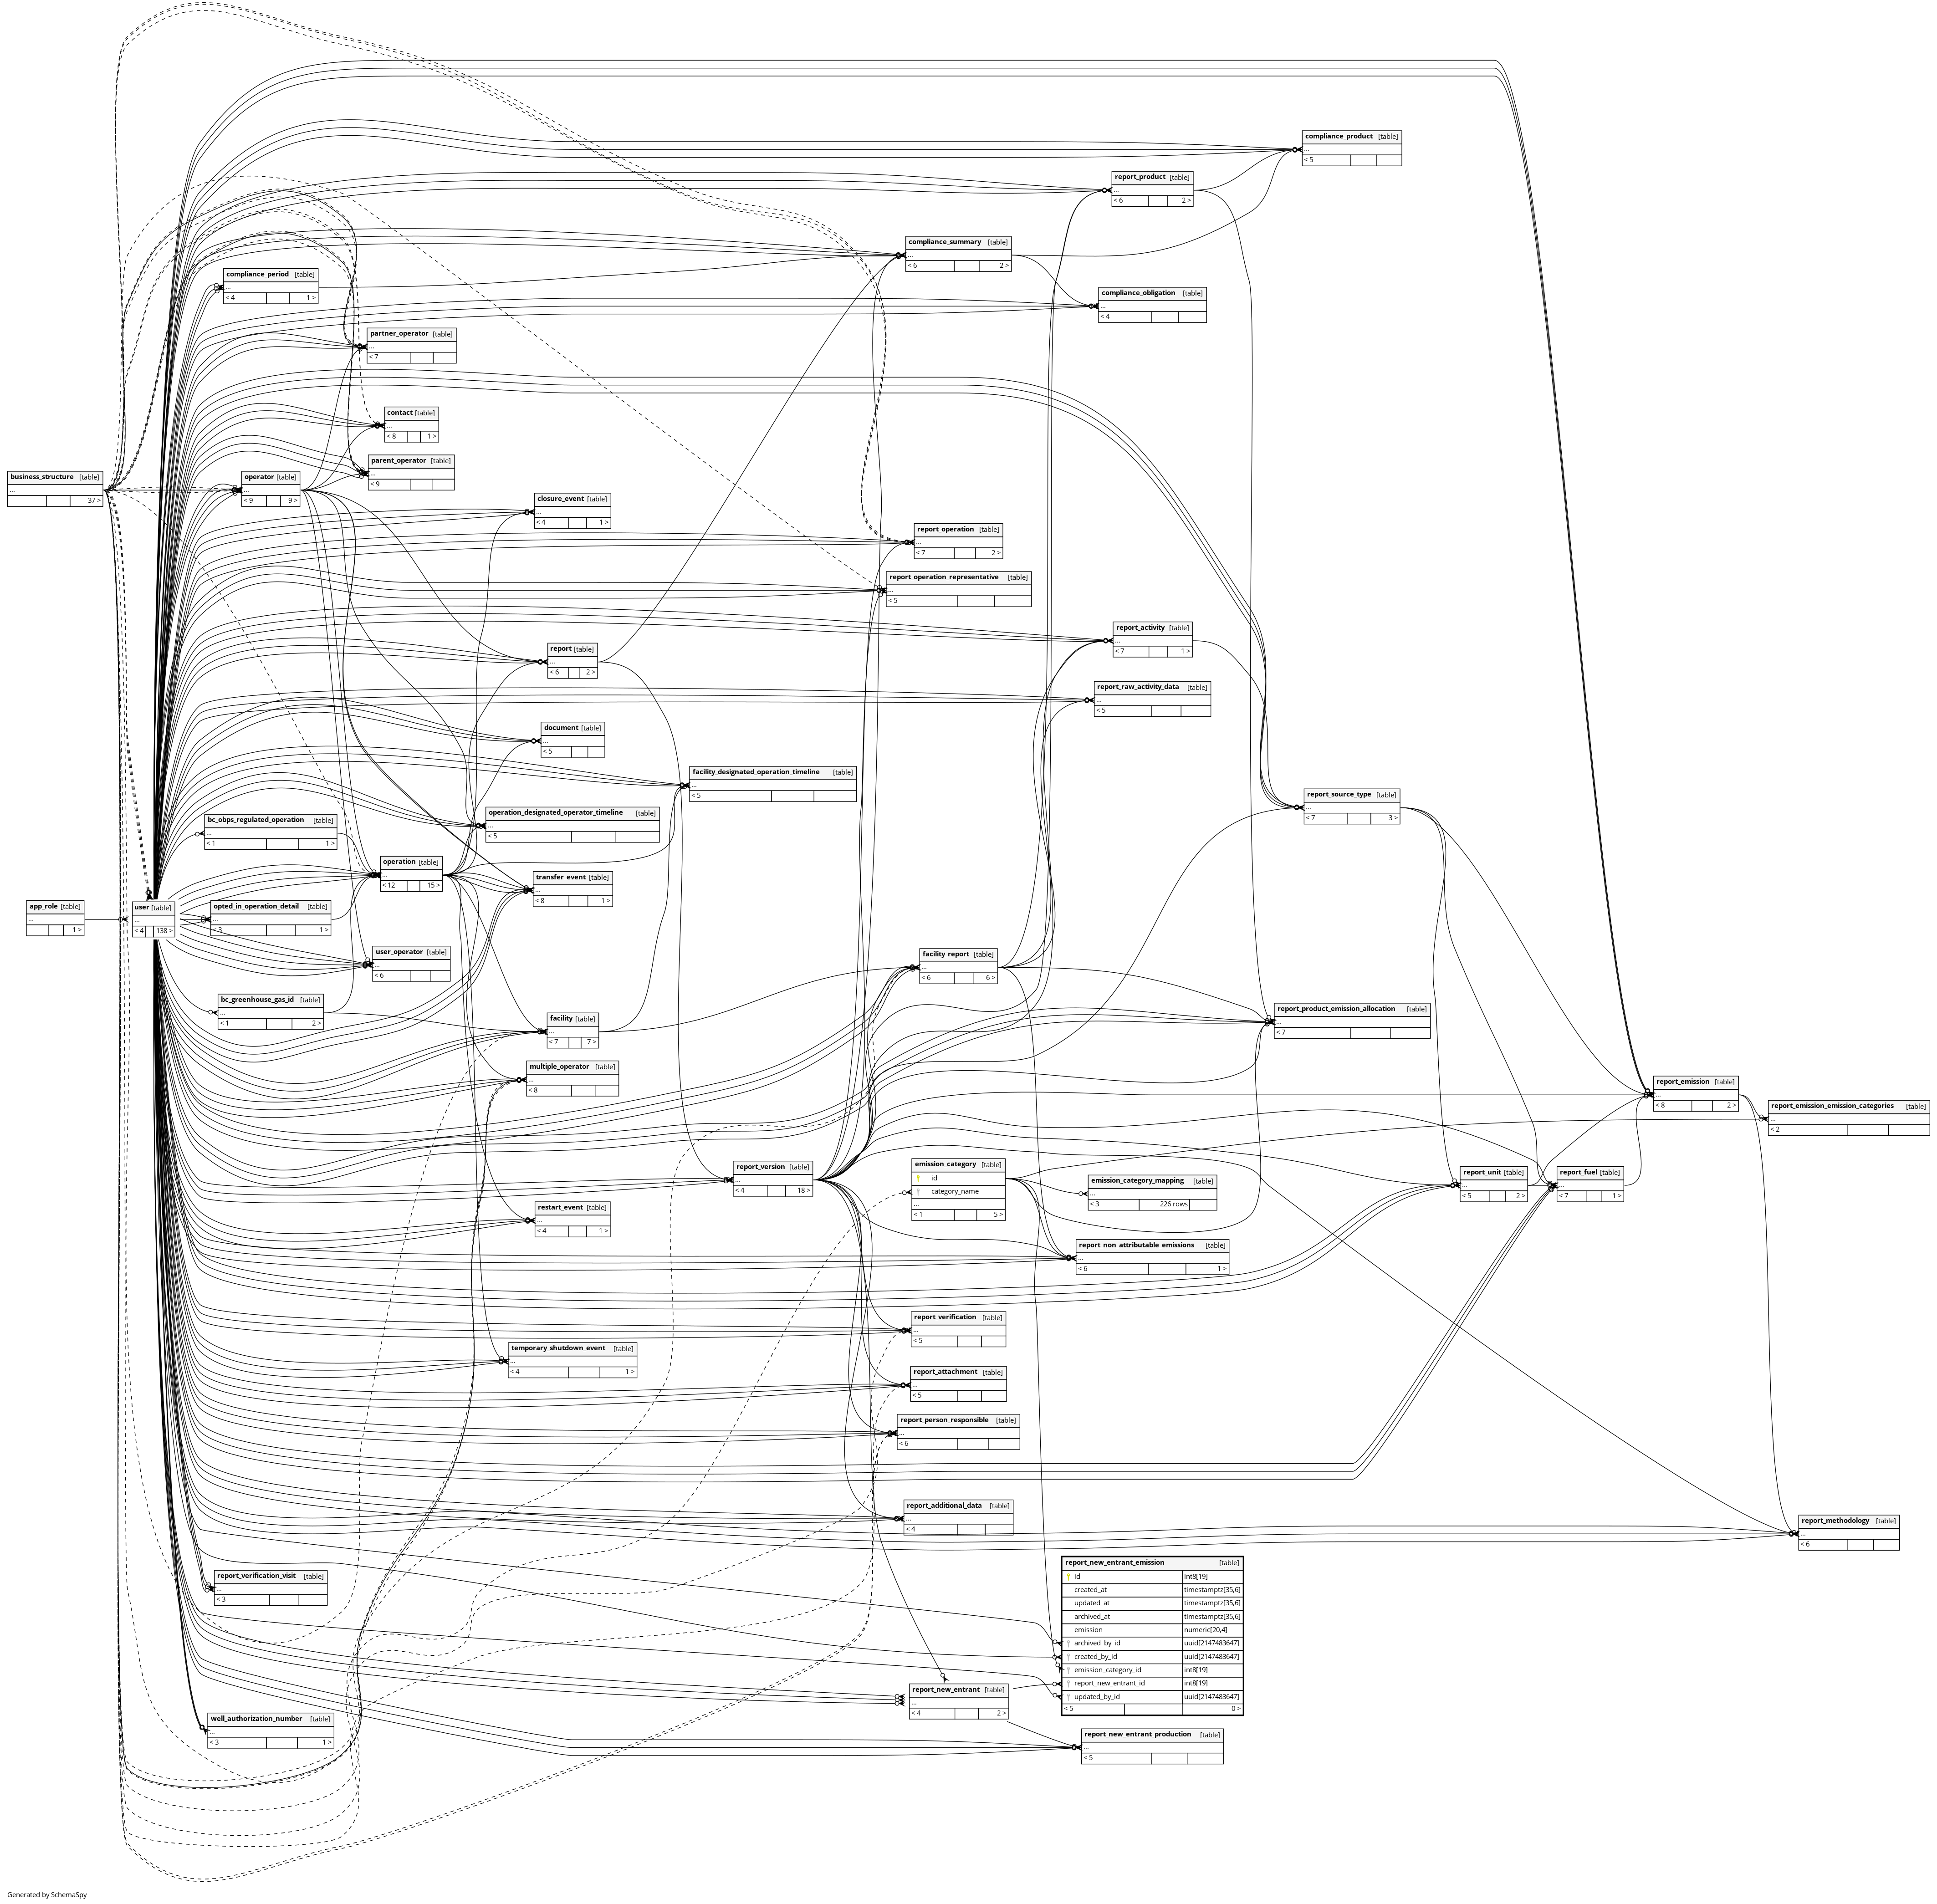 compliance_product [table]
...
< 5
report_product [table]
...
< 6 2 >
compliance_summary [table]
...
< 6 2 >
compliance_period [table]
...
< 4 1 >
compliance_obligation [table]
...
< 4
partner_operator [table]
...
< 7
contact [table]
...
< 8 1 >
parent_operator [table]
...
< 9
business_structure [table]
...
37 >
operator [table]
...
< 9 9 >
closure_event [table]
...
< 4 1 >
report_operation [table]
...
< 7 2 >
report_operation_representative [table]
...
< 5
report_activity [table]
...
< 7 1 >
report [table]
...
< 6 2 >
report_raw_activity_data [table]
...
< 5
document [table]
...
< 5
facility_designated_operation_timeline [table]
...
< 5
report_source_type [table]
...
< 7 3 >
operation_designated_operator_timeline [table]
...
< 5
bc_obps_regulated_operation [table]
...
< 1 1 >
operation [table]
...
< 12 15 >
transfer_event [table]
...
< 8 1 >
app_role [table]
...
1 >
user [table]
...
< 4 138 >
opted_in_operation_detail [table]
...
< 3 1 >
user_operator [table]
...
< 6
facility_report [table]
...
< 6 6 >
bc_greenhouse_gas_id [table]
...
< 1 2 >
report_product_emission_allocation [table]
...
< 7
facility [table]
...
< 7 7 >
multiple_operator [table]
...
< 8
report_emission [table]
...
< 8 2 >
report_emission_emission_categories [table]
...
< 2
report_version [table]
...
< 4 18 >
emission_category [table]
id
category_name
...
< 1 5 >
emission_category_mapping [table]
...
< 3 226 rows
report_unit [table]
...
< 5 2 >
report_fuel [table]
...
< 7 1 >
restart_event [table]
...
< 4 1 >
report_non_attributable_emissions [table]
...
< 6 1 >
report_verification [table]
...
< 5
temporary_shutdown_event [table]
...
< 4 1 >
report_attachment [table]
...
< 5
report_person_responsible [table]
...
< 6
report_additional_data [table]
...
< 4
report_methodology [table]
...
< 6
report_verification_visit [table]
...
< 3
report_new_entrant_emission [table]
id int8[19]
created_at timestamptz[35,6]
updated_at timestamptz[35,6]
archived_at timestamptz[35,6]
emission numeric[20,4]
archived_by_id uuid[2147483647]
created_by_id uuid[2147483647]
emission_category_id int8[19]
report_new_entrant_id int8[19]
updated_by_id uuid[2147483647]
< 5 0 >
report_new_entrant [table]
...
< 4 2 >
well_authorization_number [table]
...
< 3 1 >
report_new_entrant_production [table]
...
< 5
Generated by SchemaSpy